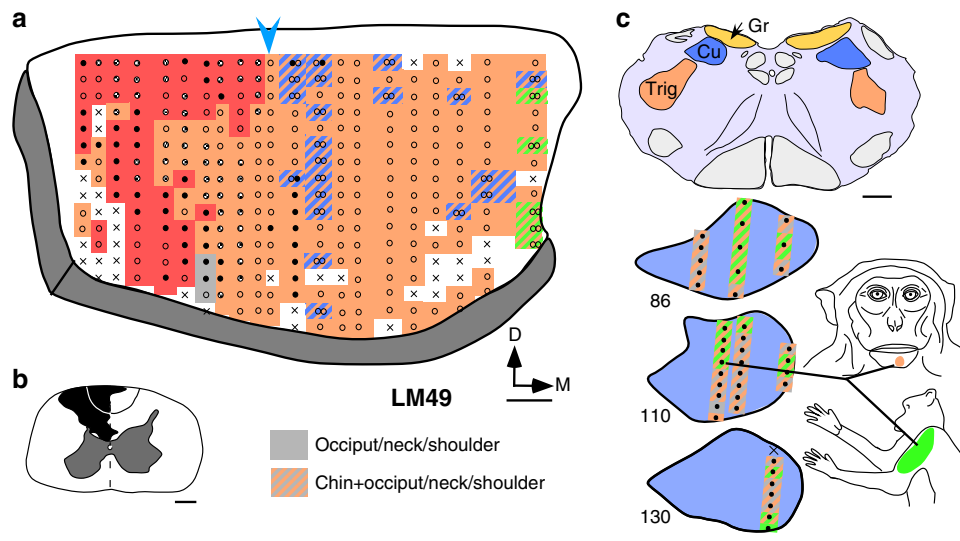 a
D
M
b
LM49
Occiput/neck/shoulder
Chin+occiput/neck/shoulder
c
Gr
Cu
Trig
86
110
130